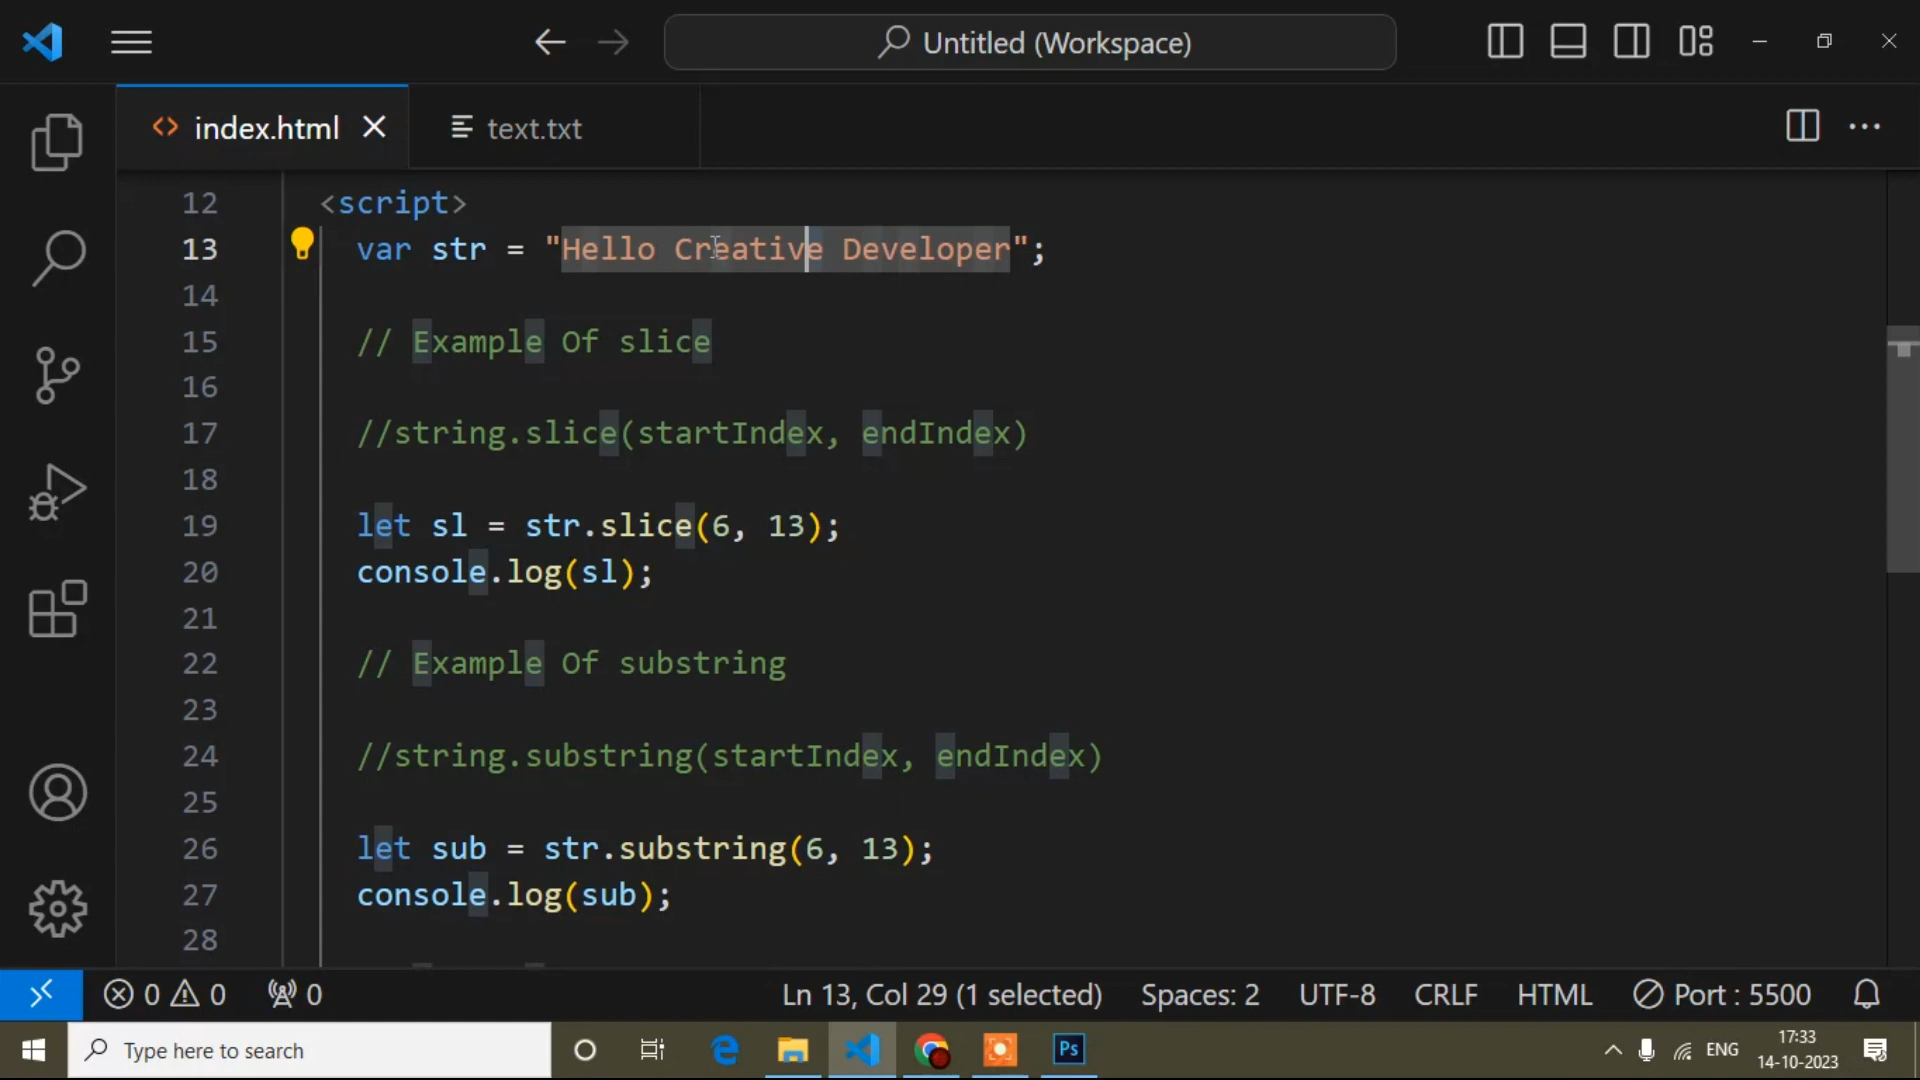 Untitled (Workspace)
index.html
text.txt
12 <script>
13 var str = "Hello Creative Developer";
14
15 // Example Of slice
16
17 //string.slice(startIndex, endIndex)
18
19 let sl = str.slice(6, 13);
20 console.log(sl);
21
22 // Example Of substring
23
24 //string.substring(startIndex, endIndex)
25
26 let sub = str.substring(6, 13);
27 console.log(sub);
28
0 0 0 Ln 13, Col 29 (1 selected) Spaces: 2 UTF-8 CRLF HTML Port : 5500
Type here to search
Ps
ENG
17:33
14-10-2023